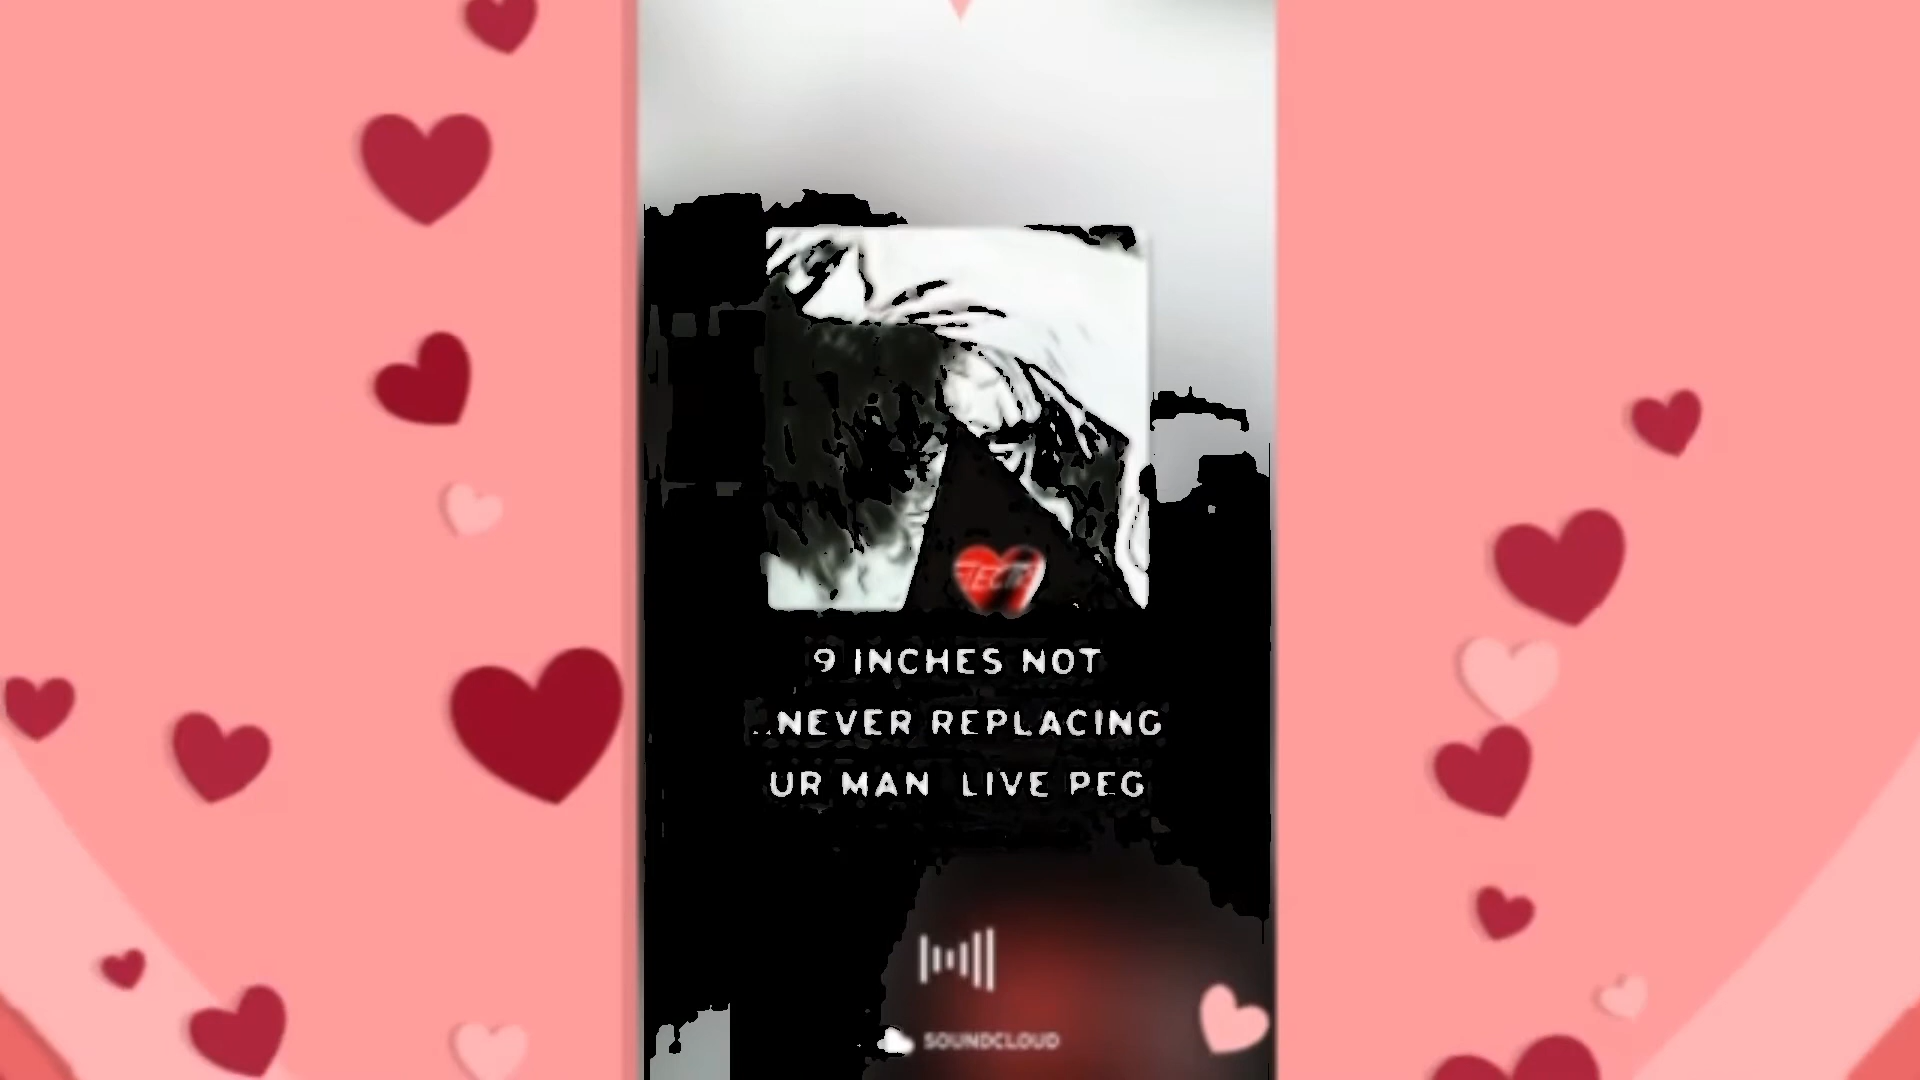 9 INCHES NOT
..NEVER REPLACING
UR MAN LIVE PEG
SOUNDCLOUD